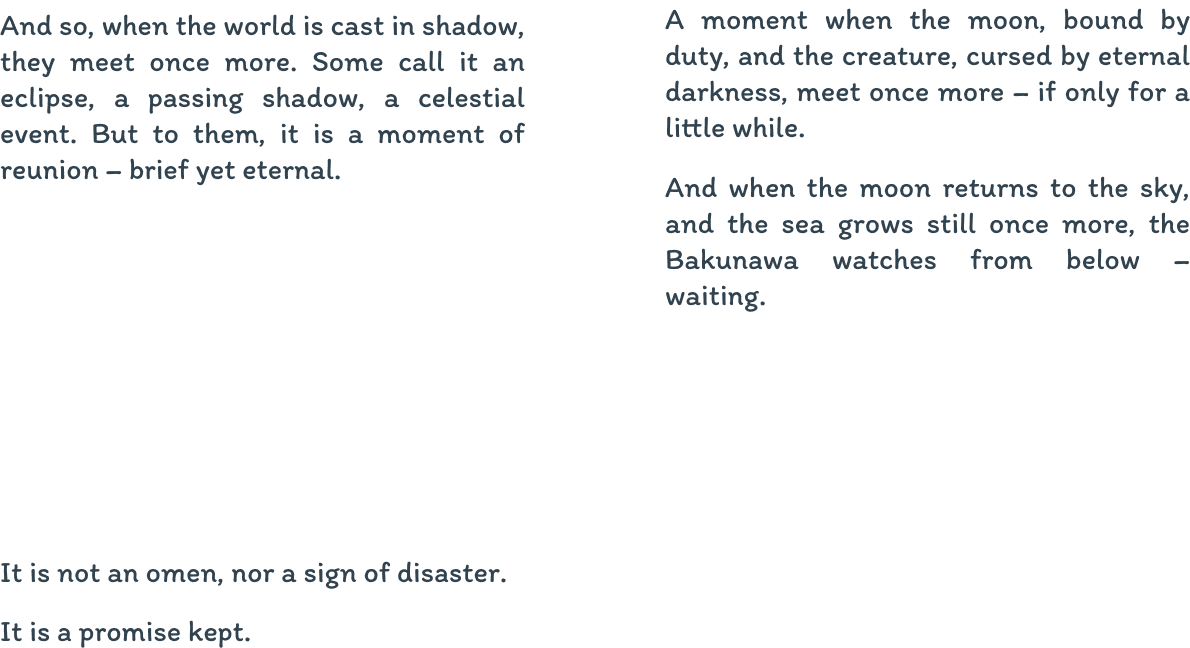 And so, when the world is cast in shadow,
they meet once more. Some call it an
eclipse, a passing shadow, a celestial
event. But to them, it is a moment of
reunion – brief yet eternal.
It is not an omen, nor a sign of disaster.
It is a promise kept.
A moment when the moon, bound by
duty, and the creature, cursed by eternal
darkness, meet once more – if only for a
little while.
And when the moon returns to the sky,
and the sea grows still once more, the
Bakunawa watches from below –
waiting.